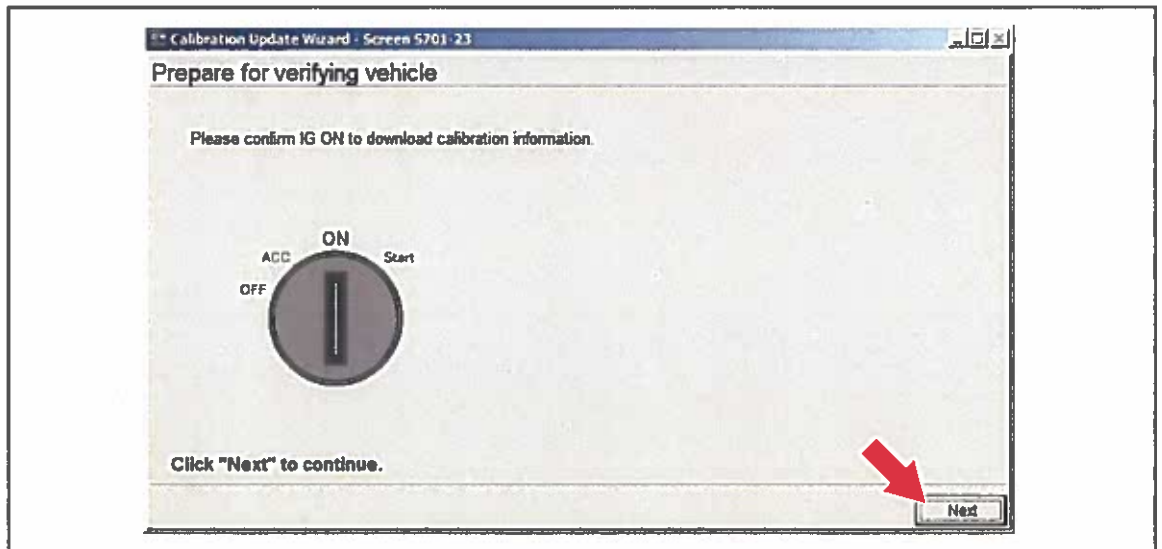 Calibration Update Wizard - Screen S701-23
Prepare for verifying vehicle
Please confirm IG ON to download calibration information.
ON
ACC
Start
OFF
Click "Next" to continue.
Next